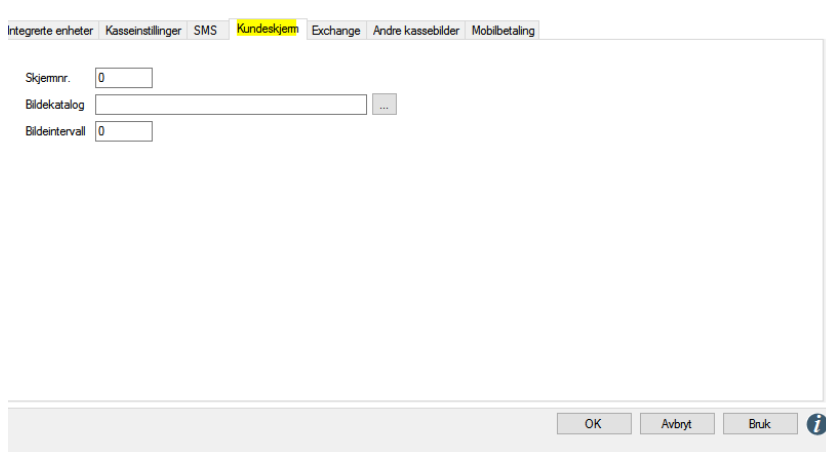 Integrerte enheter Kasseinstillinger SMS Kundeskjerm Exchange Andre kassebilder Mobilbetaling
Skjermnr. 0
Bildekatalog ...
Bildeintervall 0
OK Avbryt Bruk i